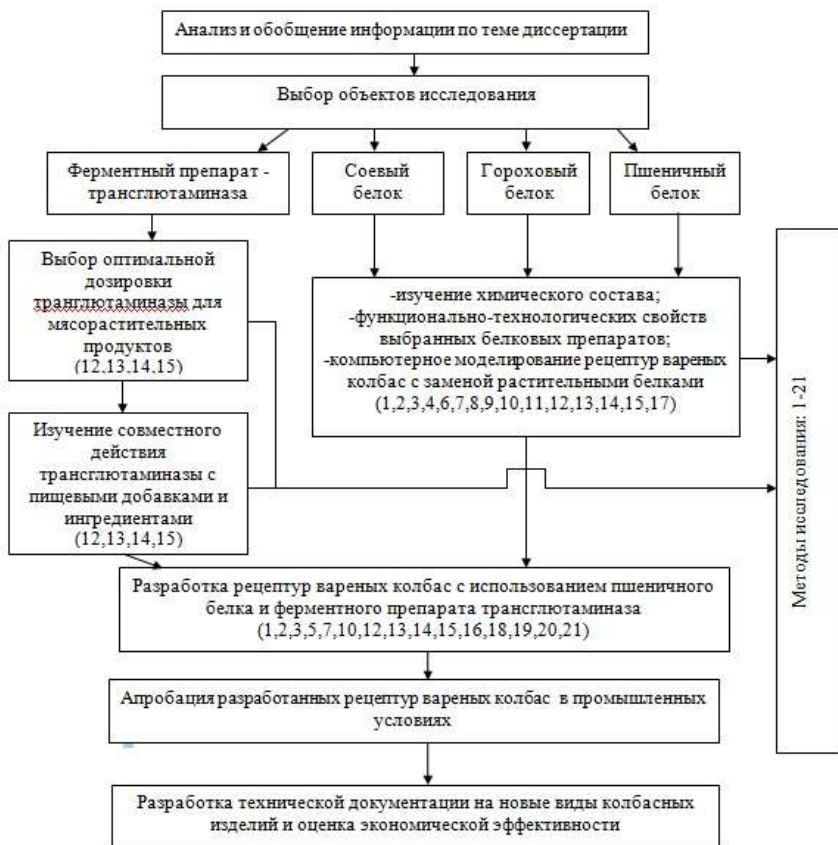 Анализ и обобщение информации по теме диссертации
Выбор объектов исследования
Ферментный препарат -
трансглютаминаза
Соевый
белок
Гороховый
белок
Пшеничный
белок
Выбор оптимальной
дозировки
транглютаминазы для
мясорастительных
продуктов
(12,13,14,15)
-изучение химического состава;
-функционально-технологических свойств
выбранных белковых препаратов;
-компьютерное моделирование рецептур вареных
колбас с заменой растительными белками
(1,2,3,4,6,7,8,9,10,11,12,13,14,15,17)
Изучение совместного
действия
трансглютаминазы с
пищевыми добавками и
ингредиентами
(12,13,14,15)
Методы исследования: 1-21
Разработка рецептур вареных колбас с использованием пшеничного
белка и ферментного препарата трансглютаминаза
(1,2,3,5,7,10,12,13,14,15,16,18,19,20,21)
Апробация разработанных рецептур вареных колбас в промышленных
условиях
Разработка технической документации на новые виды колбасных
изделий и оценка экономической эффективности